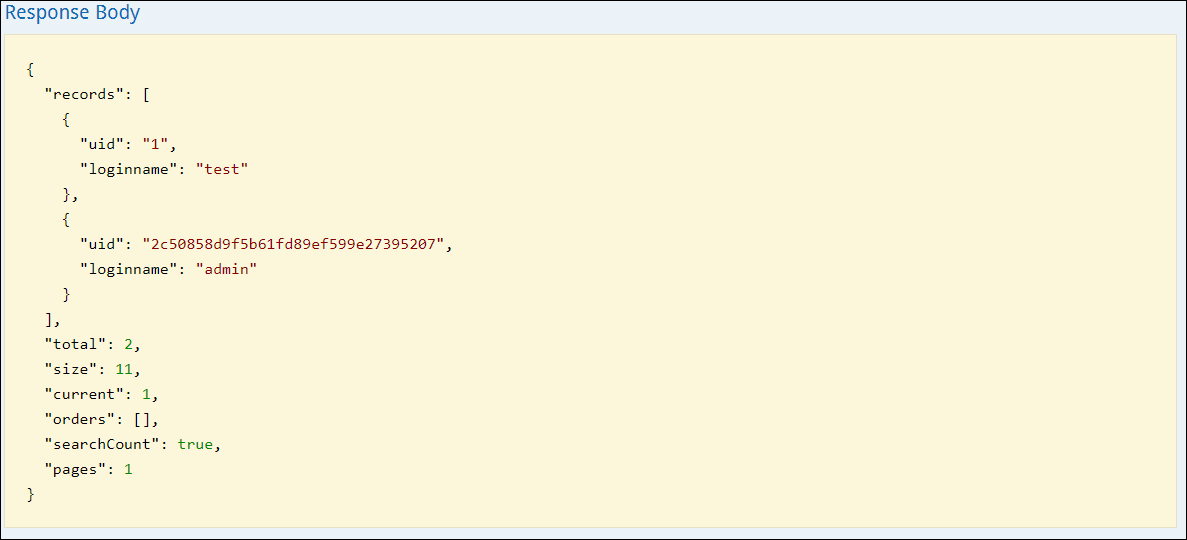 Response Body
{
"records": [
{
"uid": "1",
"loginname": "test"
},
{
"uid": "2c50858d9f5b61fd89ef599e27395207",
"loginname": "admin"
}
],
"total": 2,
"size": 11,
"current": 1,
"orders": [],
"searchCount": true,
"pages": 1
}